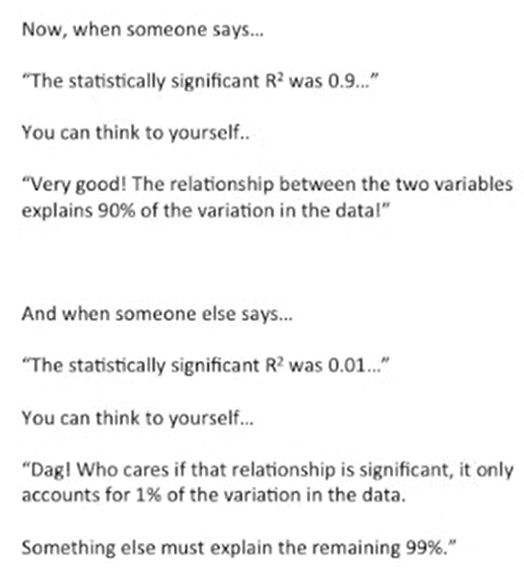 Now, when someone says...
“The statistically significant R² was 0.9...”
You can think to yourself..
“Very good! The relationship between the two variables
explains 90% of the variation in the data!”
And when someone else says...
“The statistically significant R² was 0.01...”
You can think to yourself...
“Dag! Who cares if that relationship is significant, it only
accounts for 1% of the variation in the data.
Something else must explain the remaining 99%.”